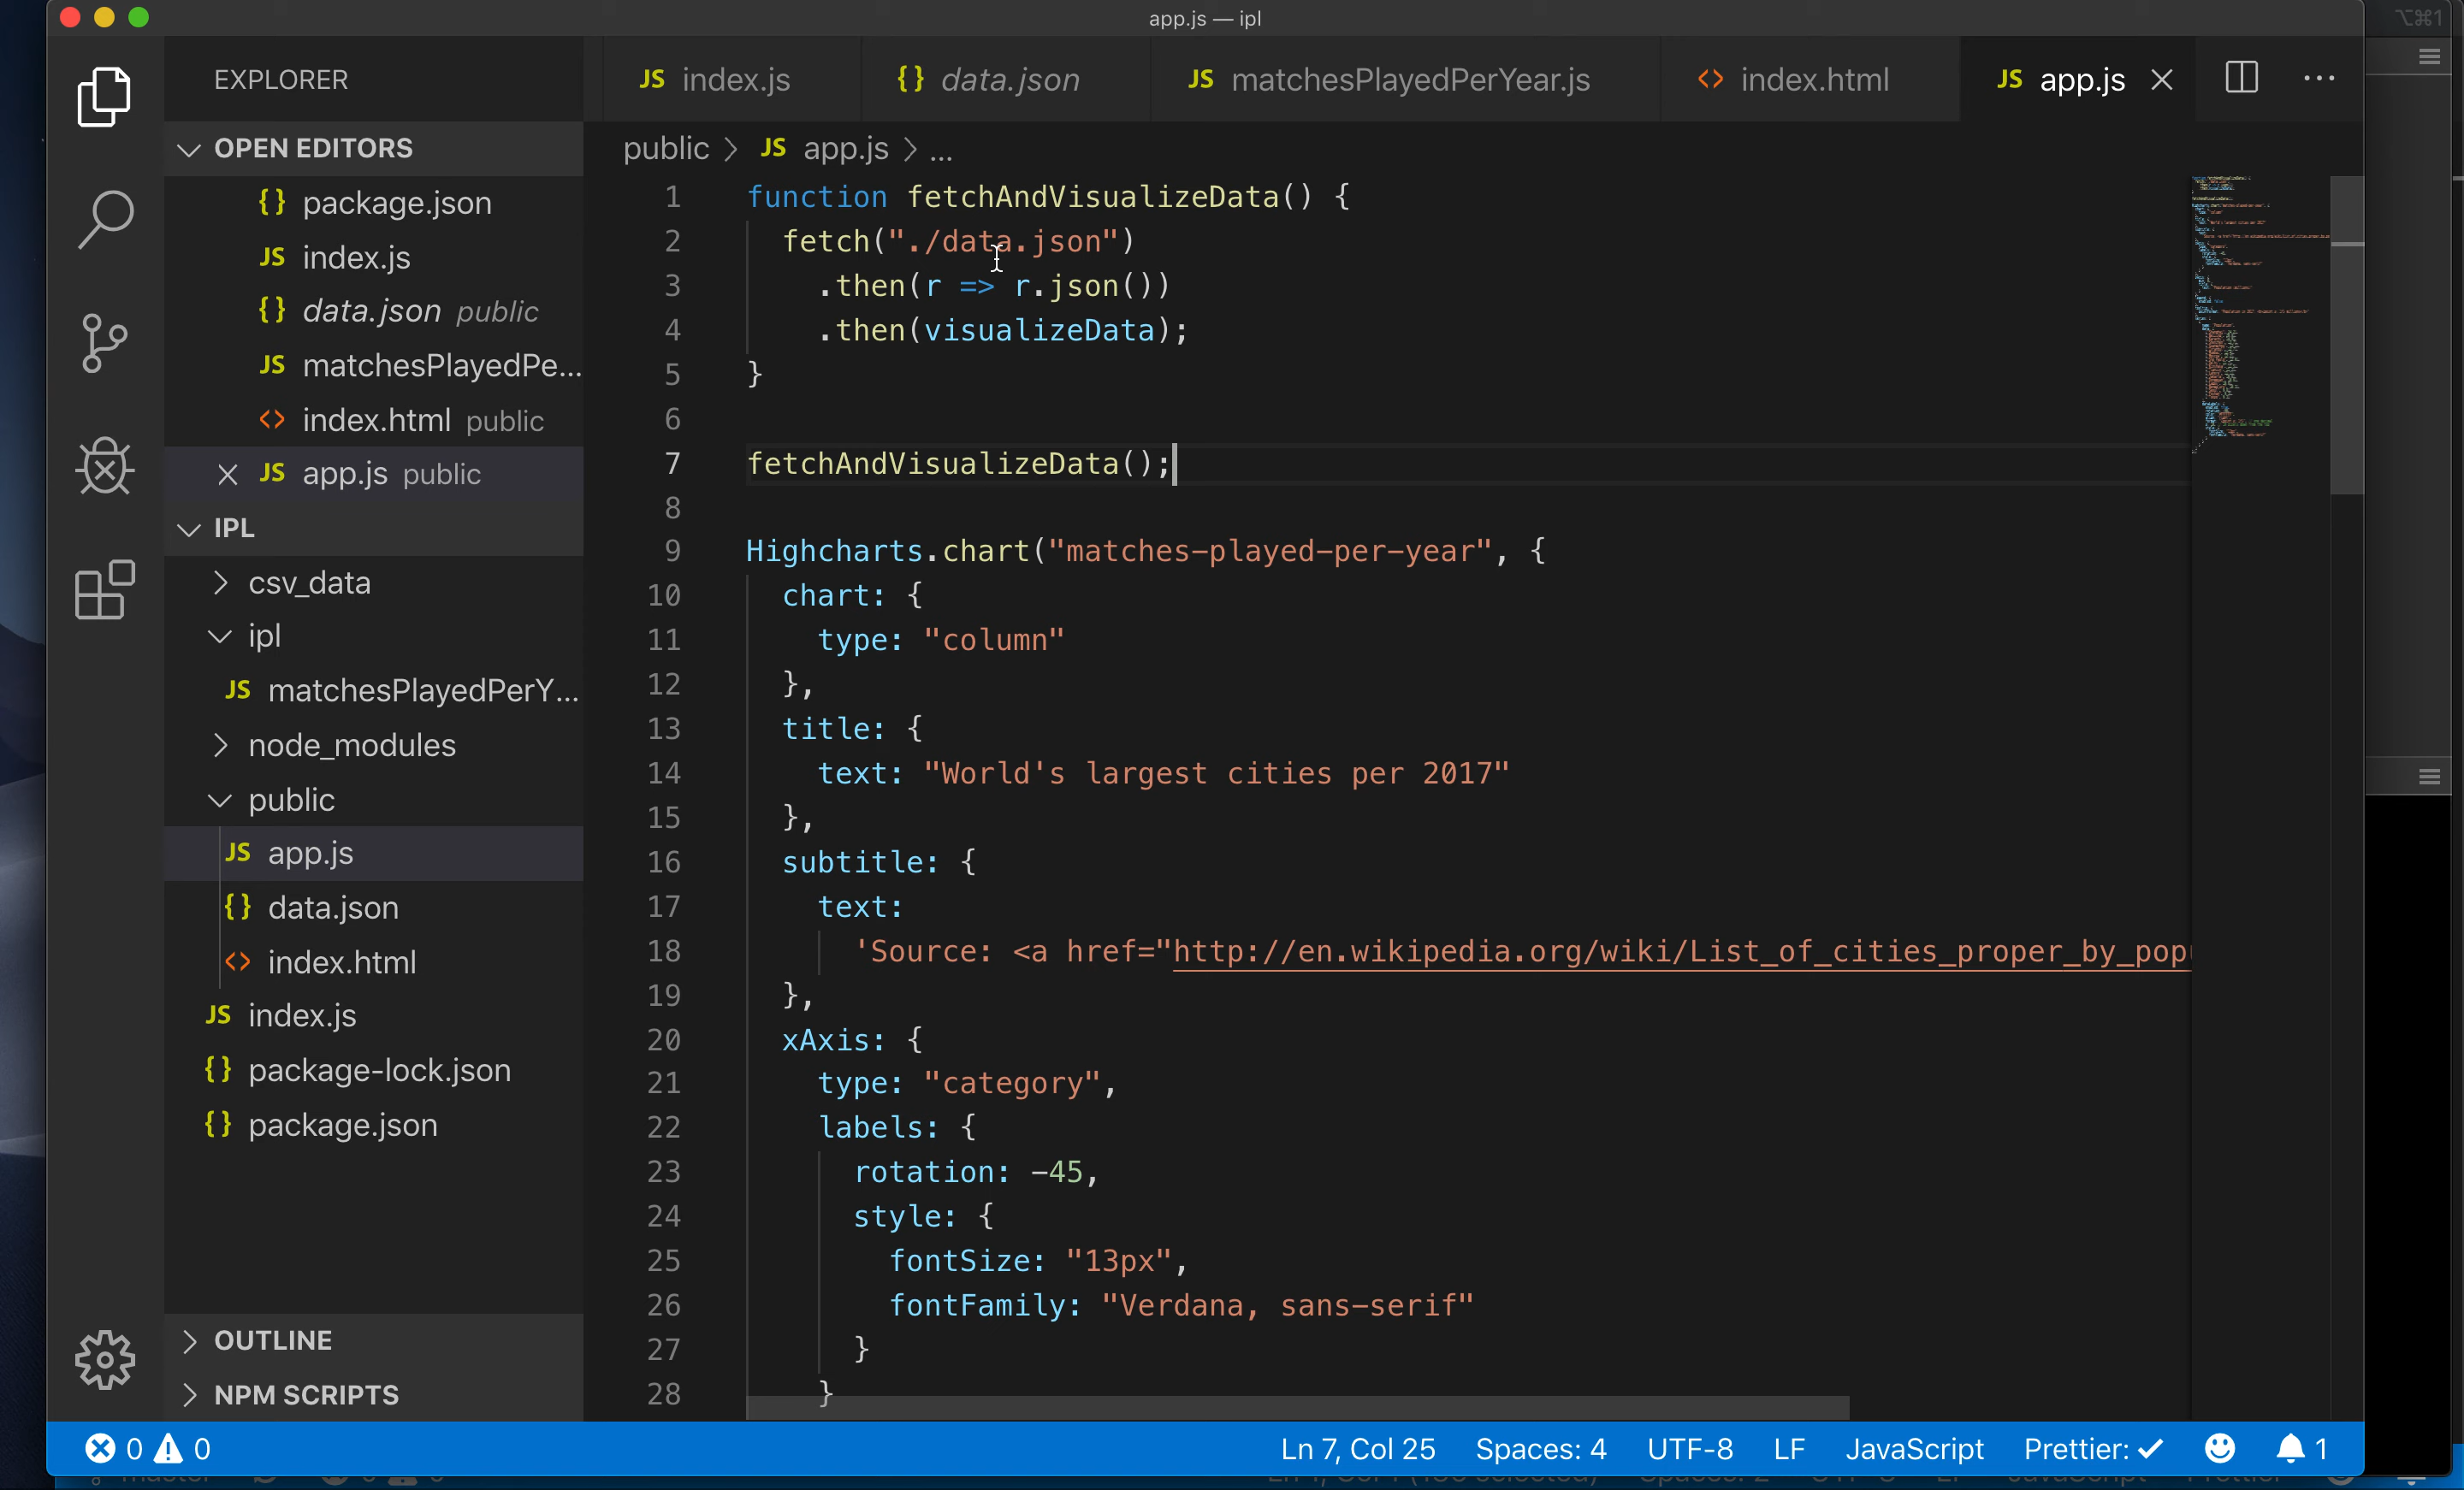 app.js — ipl
⌥⌘1
EXPLORER
JS index.js
{} data.json
JS matchesPlayedPerYear.js
<> index.html
JS app.js
OPEN EDITORS
{} package.json
JS index.js
{} data.json public
JS matchesPlayedPe...
<> index.html public
JS app.js public
IPL
csv_data
ipl
JS matchesPlayedPerY...
node_modules
public
JS app.js
{} data.json
<> index.html
JS index.js
{} package-lock.json
{} package.json
OUTLINE
NPM SCRIPTS
public > JS app.js > ...
1 function fetchAndVisualizeData() {
2 fetch("./data.json")
3 .then(r => r.json())
4 .then(visualizeData);
5 }
6
7 fetchAndVisualizeData();
8
9 Highcharts.chart("matches-played-per-year", {
10 chart: {
11 type: "column"
12 },
13 title: {
14 text: "World's largest cities per 2017"
15 },
16 subtitle: {
17 text:
18 'Source: <a href="http://en.wikipedia.org/wiki/List_of_cities_proper_by_pop
19 },
20 xAxis: {
21 type: "category",
22 labels: {
23 rotation: -45,
24 style: {
25 fontSize: "13px",
26 fontFamily: "Verdana, sans-serif"
27 }
28 }
0 0
Ln 7, Col 25
Spaces: 4
UTF-8
LF
JavaScript
Prettier: ✓
1